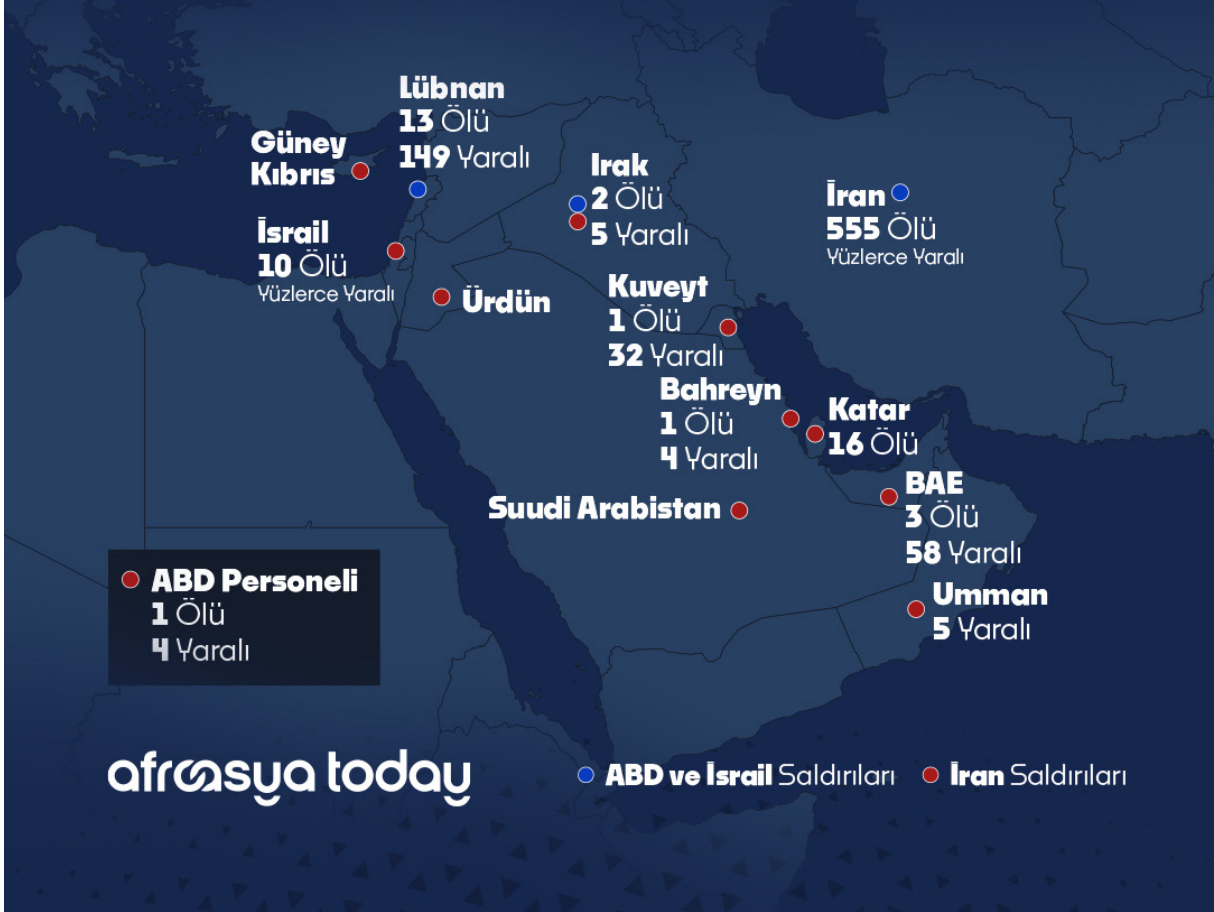 Lübnan
13 Ölü
149 Yaralı
Güney
Kıbrıs
Irak
2 Ölü
5 Yaralı
İran
555 Ölü
Yüzlerce Yaralı
İsrail
10 Ölü
Yüzlerce Yaralı
Ürdün
Kuveyt
1 Ölü
32 Yaralı
Bahreyn
1 Ölü
4 Yaralı
Katar
16 Ölü
BAE
3 Ölü
58 Yaralı
Suudi Arabistan
Umman
5 Yaralı
ABD Personeli
1 Ölü
4 Yaralı
afroasya today
ABD ve İsrail Saldırıları
İran Saldırıları